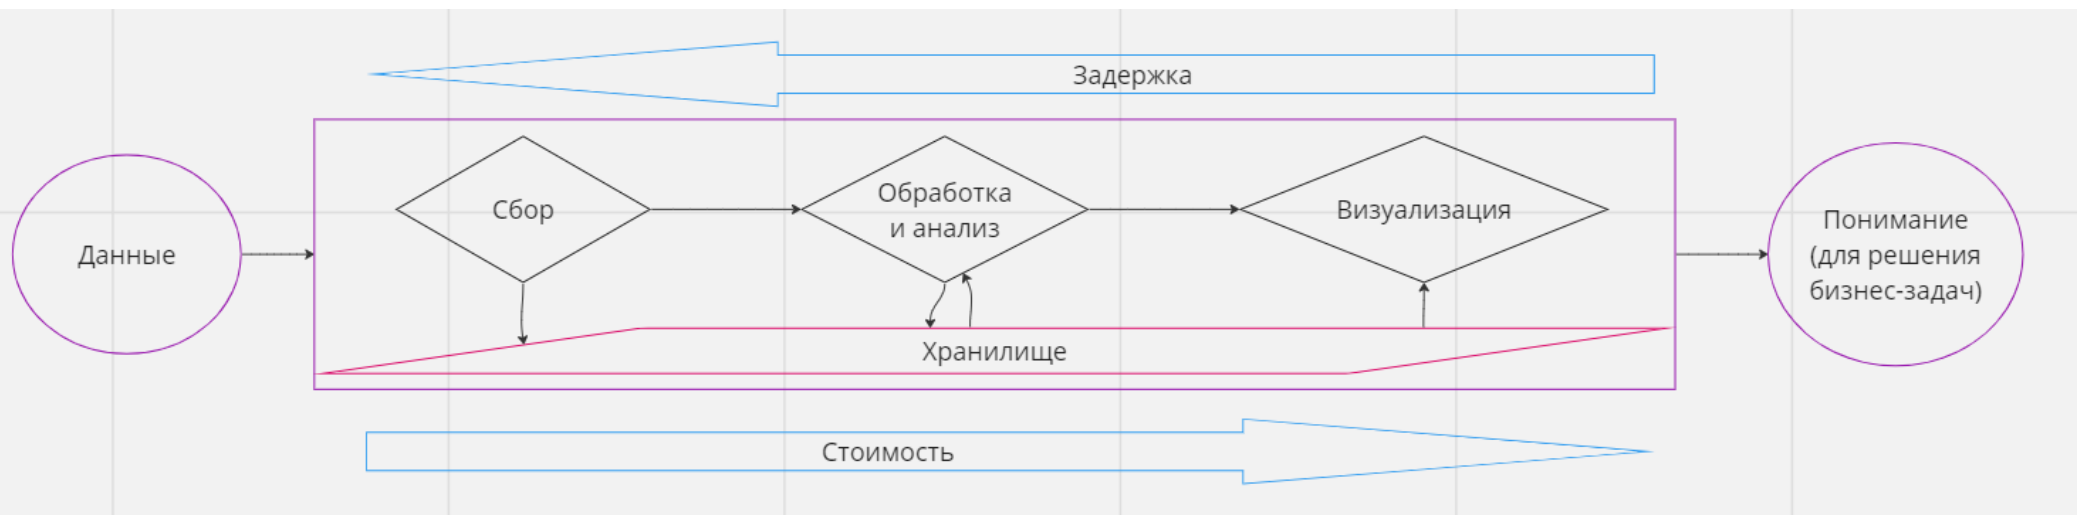 Задержка
Данные
Сбор
Обработка
и анализ
Визуализация
Хранилище
Понимание
(для решения
бизнес-задач)
Стоимость